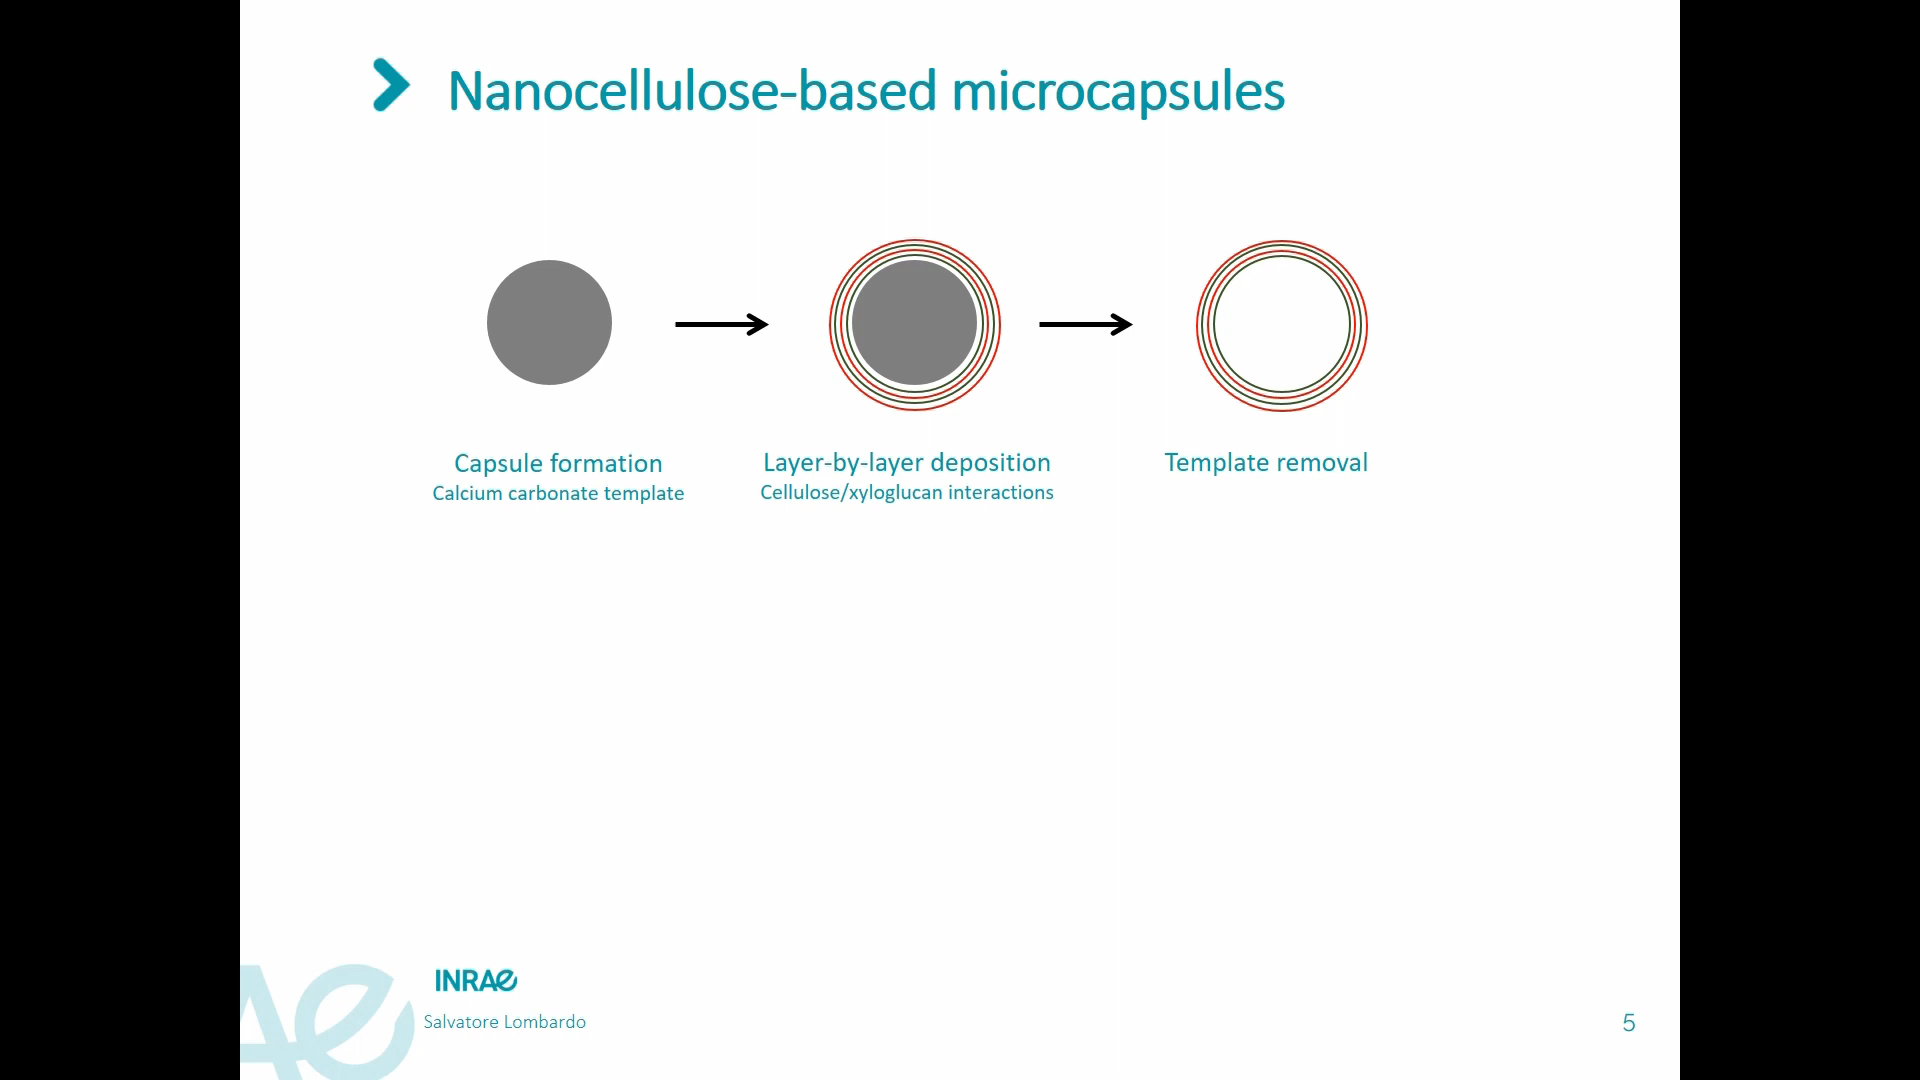 Nanocellulose-based microcapsules
Capsule formation
Calcium carbonate template
Layer-by-layer deposition
Cellulose/xyloglucan interactions
Template removal
INRAE
Salvatore Lombardo
5